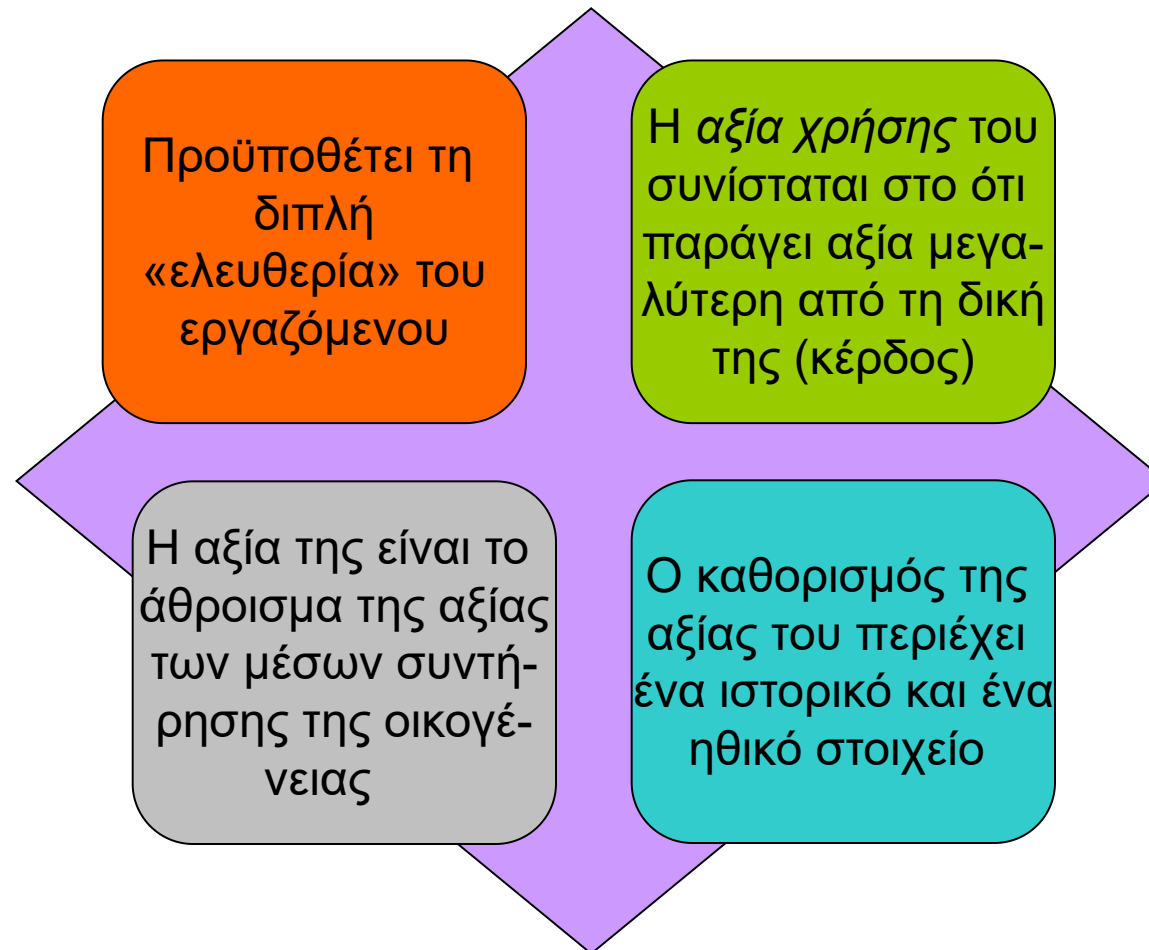 Προϋποθέτει τη
διπλή
«ελευθερία» του
εργαζόμενου
Η αξία χρήσης του
συνίσταται στο ότι
παράγει αξία μεγα-
λύτερη από τη δική
της (κέρδος)
Η αξία της είναι το
άθροισμα της αξίας
των μέσων συντή-
ρησης της οικογέ-
νειας
Ο καθορισμός της
αξίας του περιέχει
ένα ιστορικό και ένα
ηθικό στοιχείο